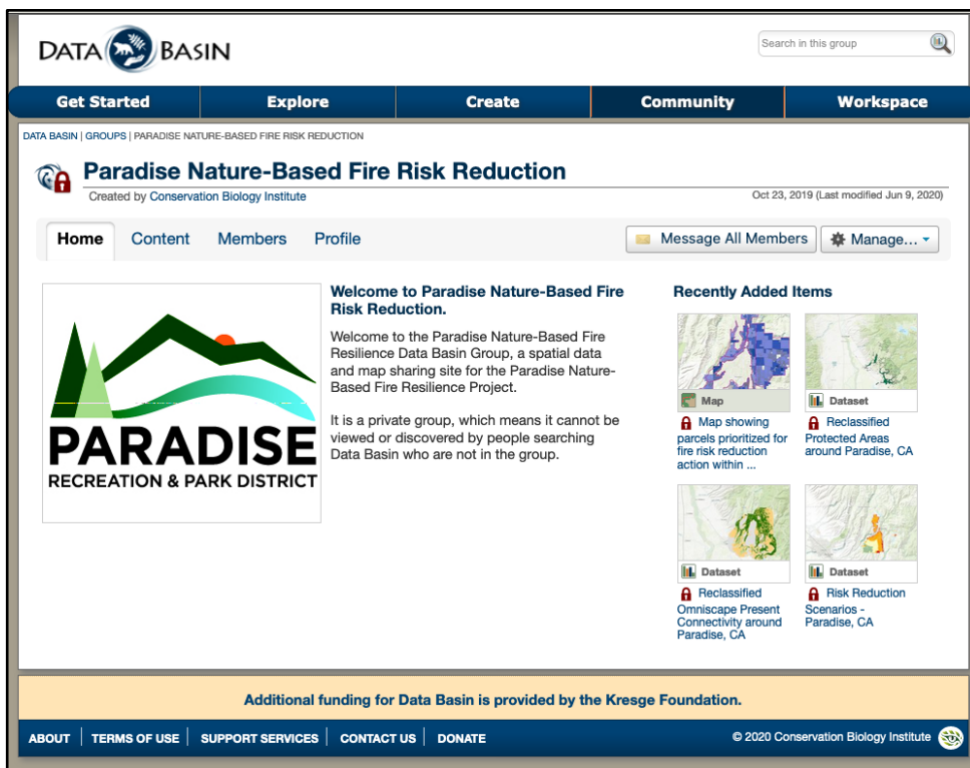 DATA BASIN
Search in this group
Get Started Explore Create Community Workspace
DATA BASIN | GROUPS | PARADISE NATURE-BASED FIRE RISK REDUCTION
Paradise Nature-Based Fire Risk Reduction
Created by Conservation Biology Institute
Oct 23, 2019 (Last modified Jun 9, 2020)
Home Content Members Profile
Message All Members
Manage...
PARADISE
RECREATION & PARK DISTRICT
Welcome to Paradise Nature-Based Fire
Risk Reduction.
Welcome to the Paradise Nature-Based Fire
Resilience Data Basin Group, a spatial data
and map sharing site for the Paradise Nature-
Based Fire Resilience Project.
It is a private group, which means it cannot be
viewed or discovered by people searching
Data Basin who are not in the group.
Recently Added Items
Map
Map showing
parcels prioritized for
fire risk reduction
action within ...
Dataset
Reclassified
Protected Areas
around Paradise, CA
Dataset
Reclassified
Omniscape Present
Connectivity around
Paradise, CA
Dataset
Risk Reduction
Scenarios -
Paradise, CA
Additional funding for Data Basin is provided by the Kresge Foundation.
ABOUT | TERMS OF USE | SUPPORT SERVICES | CONTACT US | DONATE
© 2020 Conservation Biology Institute